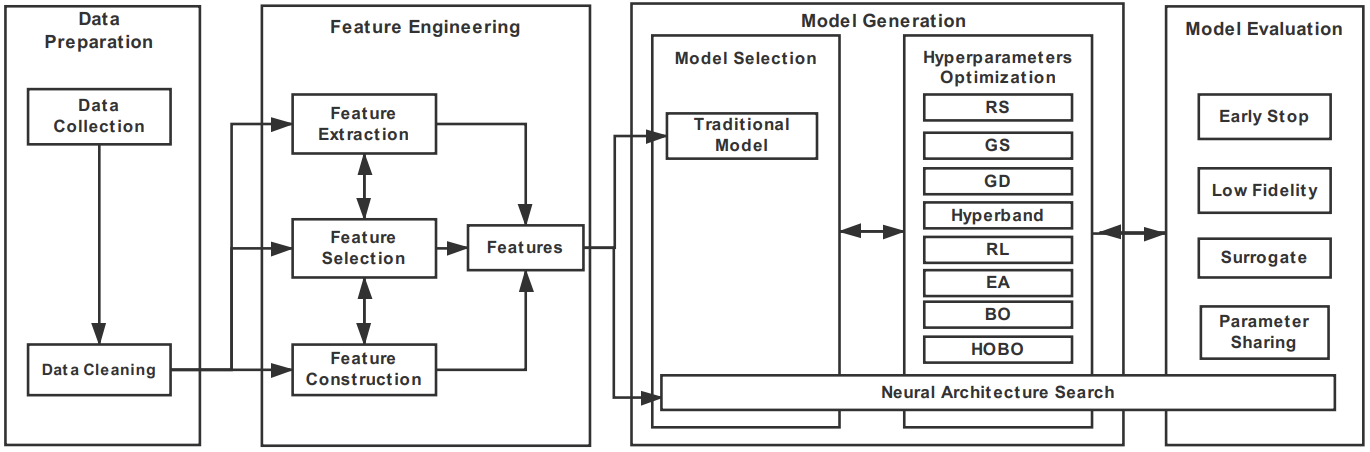 Data
Preparation
Data
Collection
Data Cleaning
Feature Engineering
Feature
Extraction
Feature
Selection
Feature
Construction
Features
Model Generation
Model Selection
Traditional
Model
Hyperparameters
Optimization
RS
GS
GD
Hyperband
RL
EA
BO
HOBO
Neural Architecture Search
Model Evaluation
Early Stop
Low Fidelity
Surrogate
Parameter
Sharing